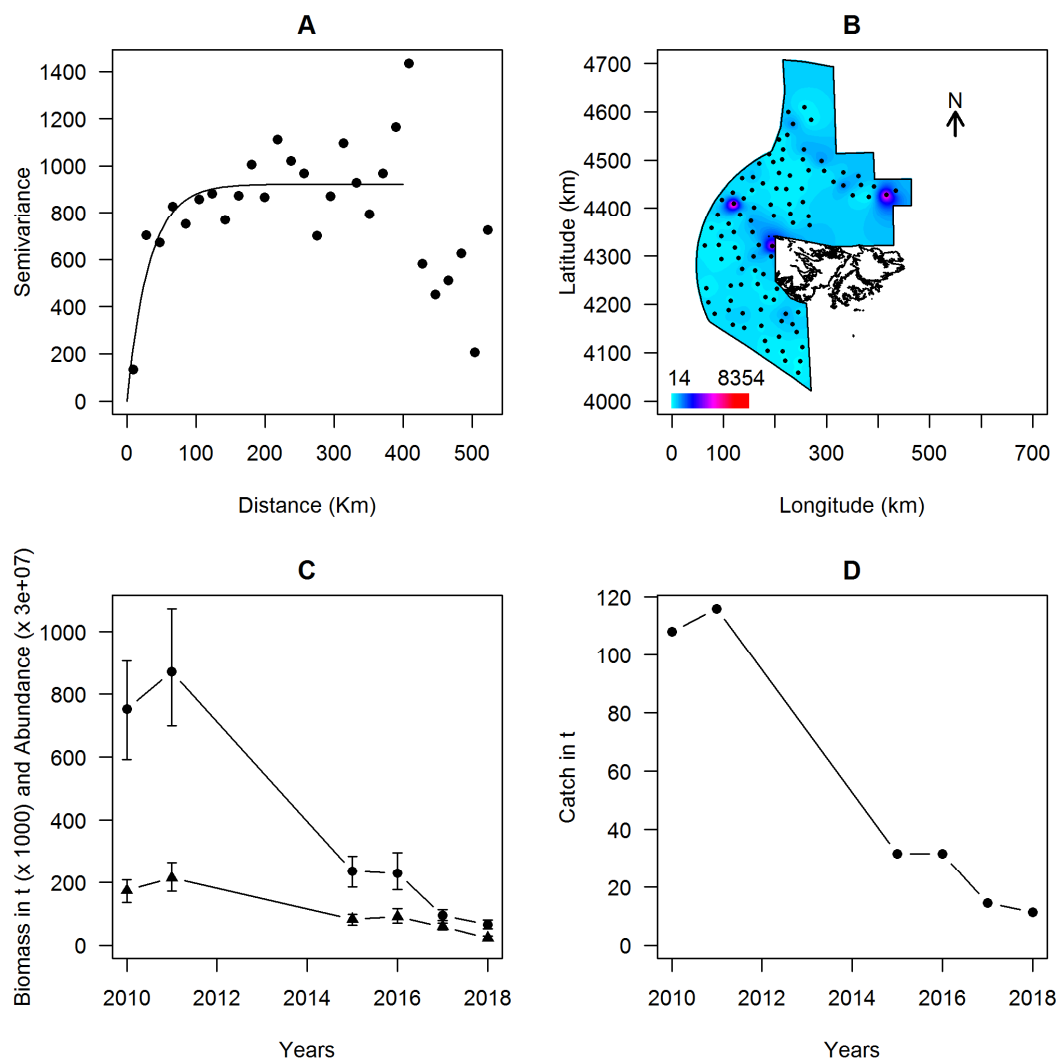 A
Semivariance
1400
1200
1000
800
600
400
200
0
0 100 200 300 400 500
Distance (Km)
B
Latitude (km)
4700
4600
4500
4400
4300
4200
4100
4000
N
14 8354
0 100 300 500 700
Longitude (km)
C
Biomass in t (x 1000) and Abundance (x 3e+07)
1000
800
600
400
200
0
2010 2012 2014 2016 2018
Years
D
Catch in t
120
100
80
60
40
20
0
2010 2012 2014 2016 2018
Years